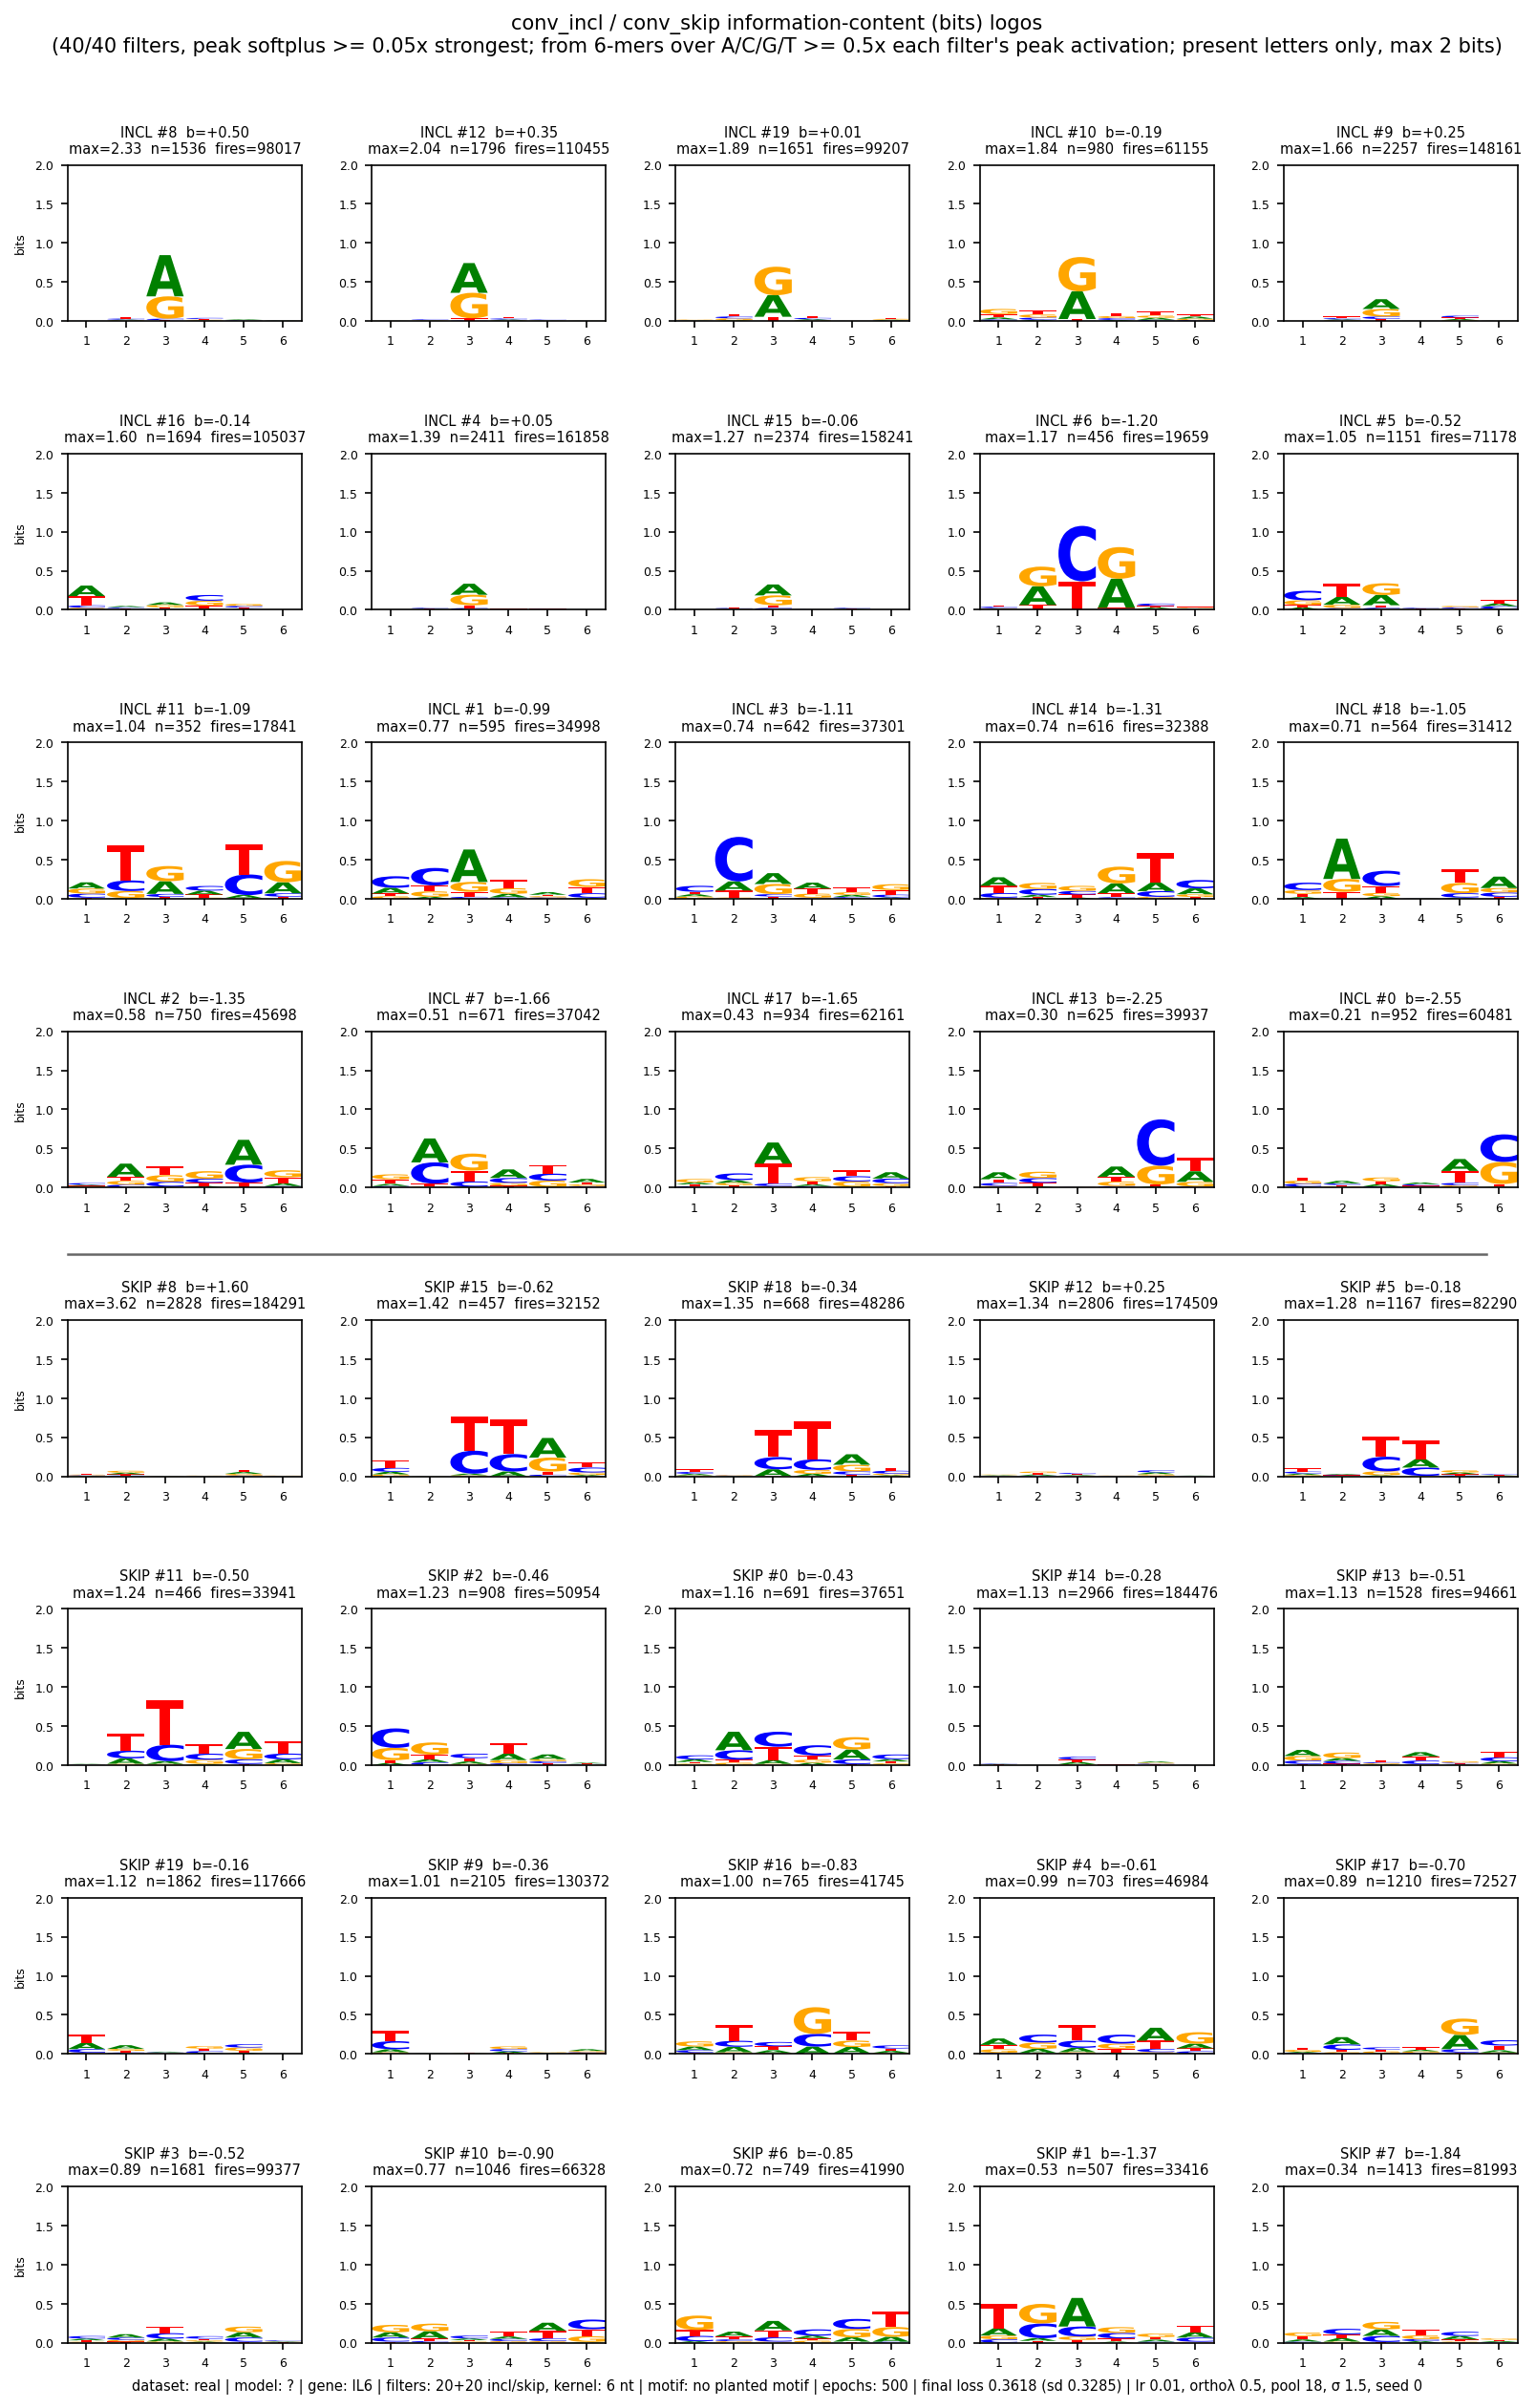 conv_incl / conv_skip information-content (bits) logos
(40/40 filters, peak softplus >= 0.05x strongest; from 6-mers over A/C/G/T >= 0.5x each filter's peak activation; present letters only, max 2 bits)
INCL #8 b=+0.50 INCL #12 b=+0.35 INCL #19 b=+0.01 INCL #10 b=-0.19 INCL #9 b=+0.25
max=2.33 n=1536 fires=98017 max=2.04 n=1796 fires=110455 max=1.89 n=1651 fires=99207 max=1.84 n=980 fires=61155 max=1.66 n=2257 fires=148161
INCL #16 b=-0.14 INCL #4 b=+0.05 INCL #15 b=-0.06 INCL #6 b=-1.20 INCL #5 b=-0.52
max=1.60 n=1694 fires=105037 max=1.39 n=2411 fires=161858 max=1.27 n=2374 fires=158241 max=1.17 n=456 fires=19659 max=1.05 n=1151 fires=71178
INCL #11 b=-1.09 INCL #1 b=-0.99 INCL #3 b=-1.11 INCL #14 b=-1.31 INCL #18 b=-1.05
max=1.04 n=352 fires=17841 max=0.77 n=595 fires=34998 max=0.74 n=642 fires=37301 max=0.74 n=616 fires=32388 max=0.71 n=564 fires=31412
INCL #2 b=-1.35 INCL #7 b=-1.66 INCL #17 b=-1.65 INCL #13 b=-2.25 INCL #0 b=-2.55
max=0.58 n=750 fires=45698 max=0.51 n=671 fires=37042 max=0.43 n=934 fires=62161 max=0.30 n=625 fires=39937 max=0.21 n=952 fires=60481
SKIP #8 b=+1.60 SKIP #15 b=-0.62 SKIP #18 b=-0.34 SKIP #12 b=+0.25 SKIP #5 b=-0.18
max=3.62 n=2828 fires=184291 max=1.42 n=457 fires=32152 max=1.35 n=668 fires=48286 max=1.34 n=2806 fires=174509 max=1.28 n=1167 fires=82290
SKIP #11 b=-0.50 SKIP #2 b=-0.46 SKIP #0 b=-0.43 SKIP #14 b=-0.28 SKIP #13 b=-0.51
max=1.24 n=466 fires=33941 max=1.23 n=908 fires=50954 max=1.16 n=691 fires=37651 max=1.13 n=2966 fires=184476 max=1.13 n=1528 fires=94661
SKIP #19 b=-0.16 SKIP #9 b=-0.36 SKIP #16 b=-0.83 SKIP #4 b=-0.61 SKIP #17 b=-0.70
max=1.12 n=1862 fires=117666 max=1.01 n=2105 fires=130372 max=1.00 n=765 fires=41745 max=0.99 n=703 fires=46984 max=0.89 n=1210 fires=72527
SKIP #3 b=-0.52 SKIP #10 b=-0.90 SKIP #6 b=-0.85 SKIP #1 b=-1.37 SKIP #7 b=-1.84
max=0.89 n=1681 fires=99377 max=0.77 n=1046 fires=66328 max=0.72 n=749 fires=41990 max=0.53 n=507 fires=33416 max=0.34 n=1413 fires=81993
dataset: real | model: ? | gene: IL6 | filters: 20+20 incl/skip, kernel: 6 nt | motif: no planted motif | epochs: 500 | final loss 0.3618 (sd 0.3285) | lr 0.01, orthoλ 0.5, pool 18, σ 1.5, seed 0